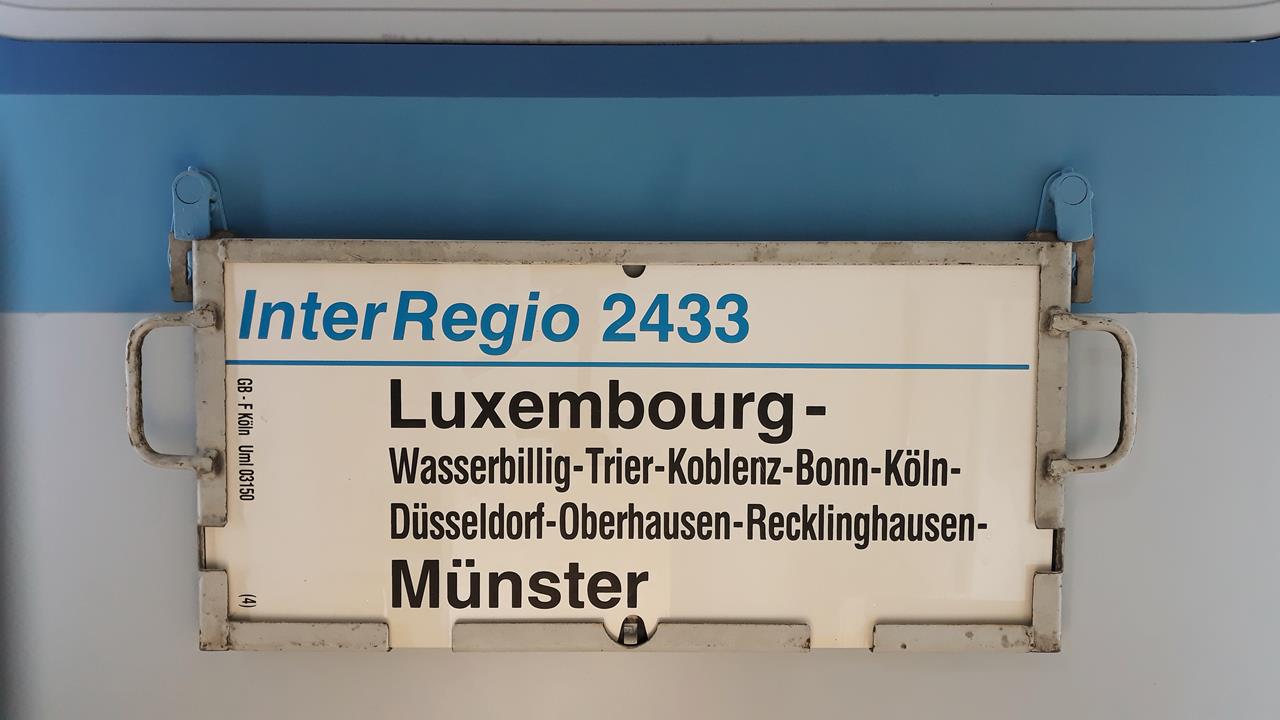 InterRegio 2433
Luxembourg-
Wasserbillig-Trier-Koblenz-Bonn-Köln-
Düsseldorf-Oberhausen-Recklinghausen-
Münster
GB - F Köln Uml 03150
(4)